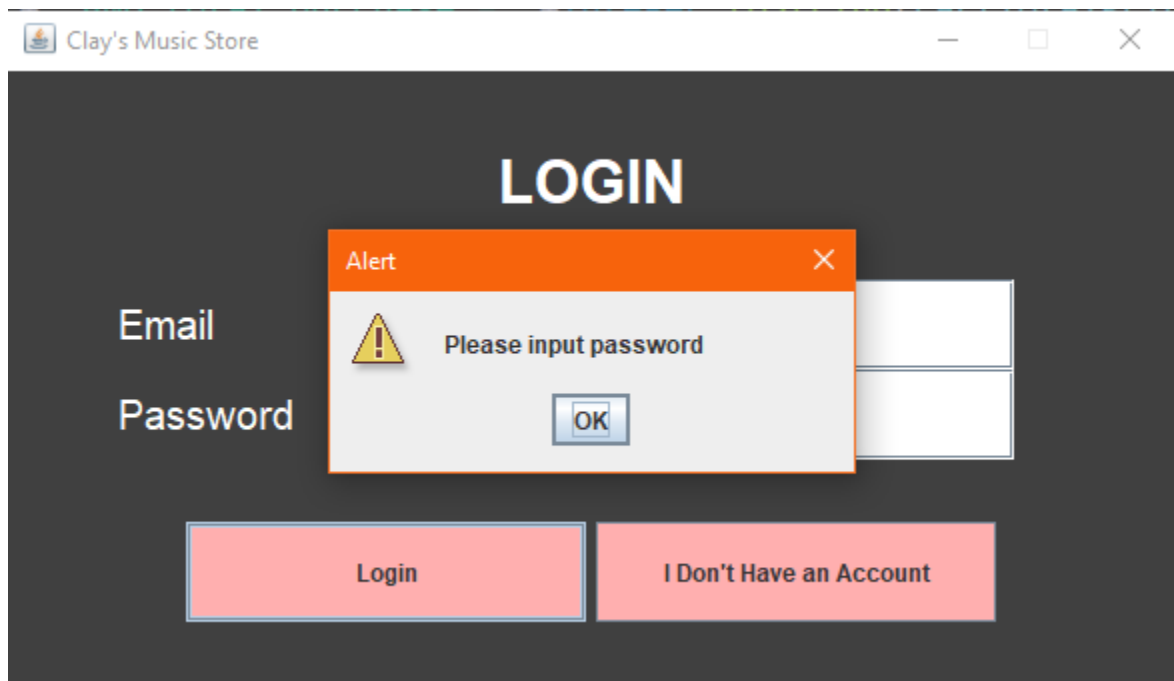 Clay's Music Store
LOGIN
Alert
Please input password
OK
Email
Password
Login
I Don't Have an Account